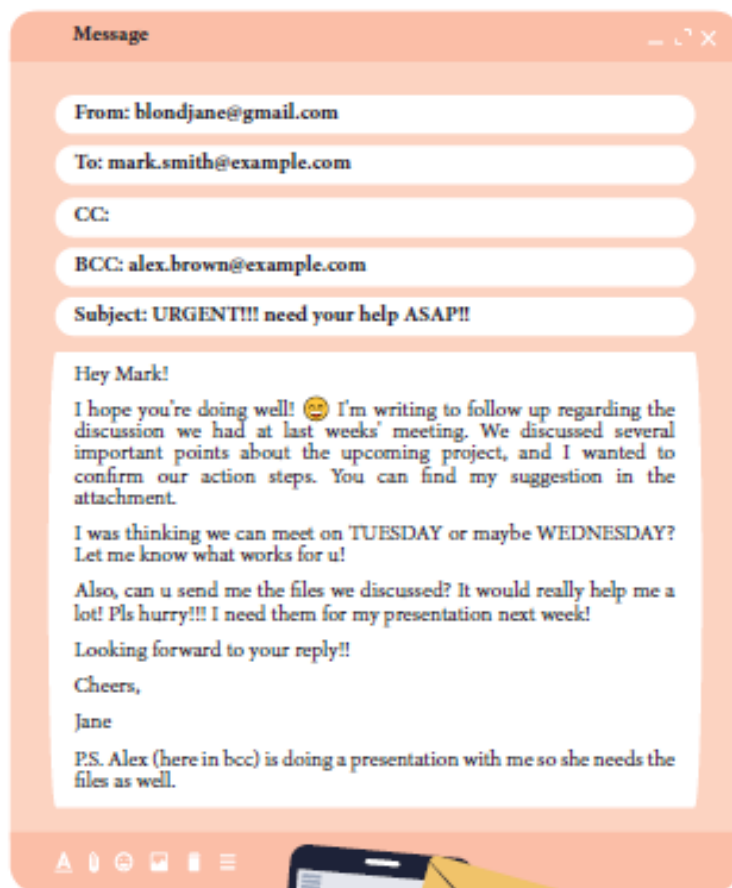 Message
From: blondjane@gmail.com
To: mark.smith@example.com
CC:
BCC: alex.brown@example.com
Subject: URGENT!!! need your help ASAP!!
Hey Mark!
I hope you're doing well! 😄 I'm writing to follow up regarding the
discussion we had at last weeks' meeting. We discussed several
important points about the upcoming project, and I wanted to
confirm our action steps. You can find my suggestion in the
attachment.
I was thinking we can meet on TUESDAY or maybe WEDNESDAY?
Let me know what works for u!
Also, can u send me the files we discussed? It would really help me a
lot! Pls hurry!!! I need them for my presentation next week!
Looking forward to your reply!!
Cheers,
Jane
P.S. Alex (here in bcc) is doing a presentation with me so she needs the
files as well.